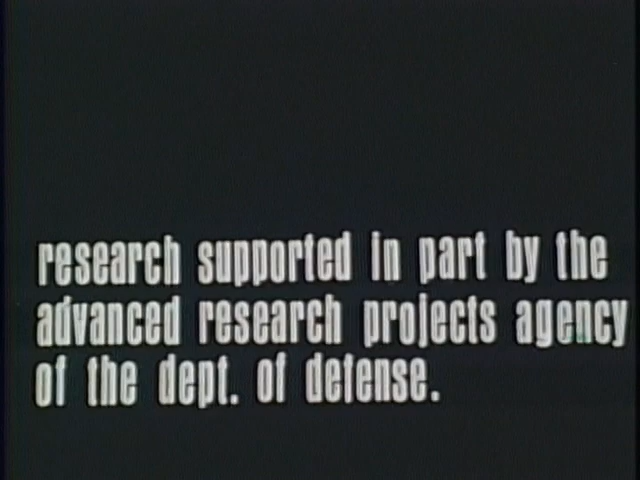 research supported in part by the
advanced research projects agency
of the dept. of defense.